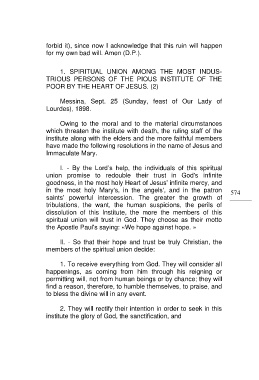 forbid it), since now I acknowledge that this ruin will happen
for my own bad will. Amen (D.P.).
1. SPIRITUAL UNION AMONG THE MOST INDUS-
TRIOUS PERSONS OF THE PIOUS INSTITUTE OF THE
POOR BY THE HEART OF JESUS. (2)
Messina, Sept. 25 (Sunday, feast of Our Lady of
Lourdes), 1898.
Owing to the moral and to the material circumstances
which threaten the institute with death, the ruling staff of the
institute along with the elders and the more faithful members
have made the following resolutions in the name of Jesus and
Immaculate Mary.
I. - By the Lord's help, the individuals of this spiritual
union promise to redouble their trust in God's infinite
goodness, in the most holy Heart of Jesus' infinite mercy, and
in the most holy Mary's, in the angels', and in the patron
saints' powerful intercession. The greater the growth of
tribulations, the want, the human suspicions, the perils of
dissolution of this Institute, the more the members of this
spiritual union will trust in God. They choose as their motto
the Apostle Paul's saying: «We hope against hope. »
574
II. - So that their hope and trust be truly Christian, the
members of the spiritual union decide:
1. To receive everything from God. They will consider all
happenings, as coming from him through his reigning or
permitting will, not from human beings or by chance; they will
find a reason, therefore, to humble themselves, to praise, and
to bless the divine will in any event.
2. They will rectify their intention in order to seek in this
institute the glory of God, the sanctification, and